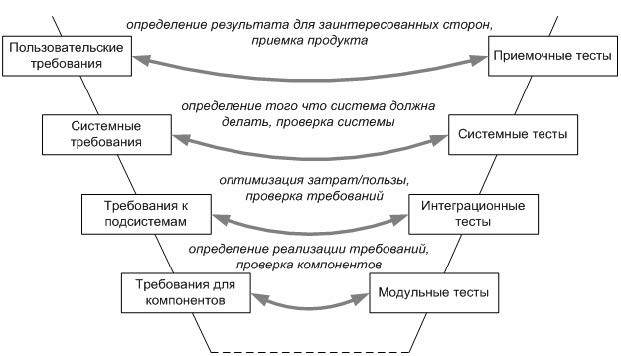 определение результата для заинтересованных сторон,
приемка продукта
Пользовательские
требования
Приемочные тесты
определение того что система должна
делать, проверка системы
Системные
требования
Системные тесты
оптимизация затрат/пользы,
проверка требований
Требования к
подсистемам
Интеграционные
тесты
определение реализации требований,
проверка компонентов
Требования для
компонентов
Модульные тесты